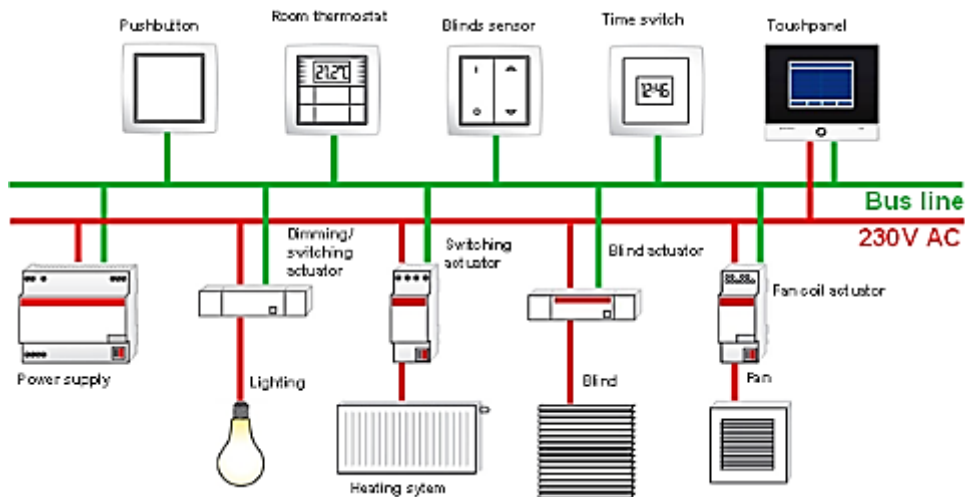 Pushbutton
Room thermostat
Blinds sensor
Time switch
Touchpanel
21.2°C
12:46
Bus line
230V AC
Dimming/
switching
actuator
Switching
actuator
Blind actuator
Fan coil actuator
Power supply
Lighting
Blind
Fan
Heating sytem